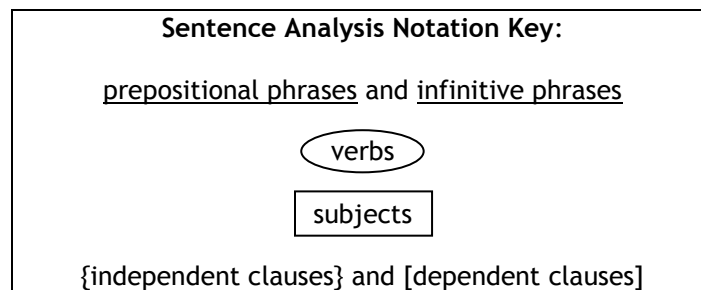 Sentence Analysis Notation Key:
prepositional phrases and infinitive phrases
verbs
subjects
{independent clauses} and [dependent clauses]